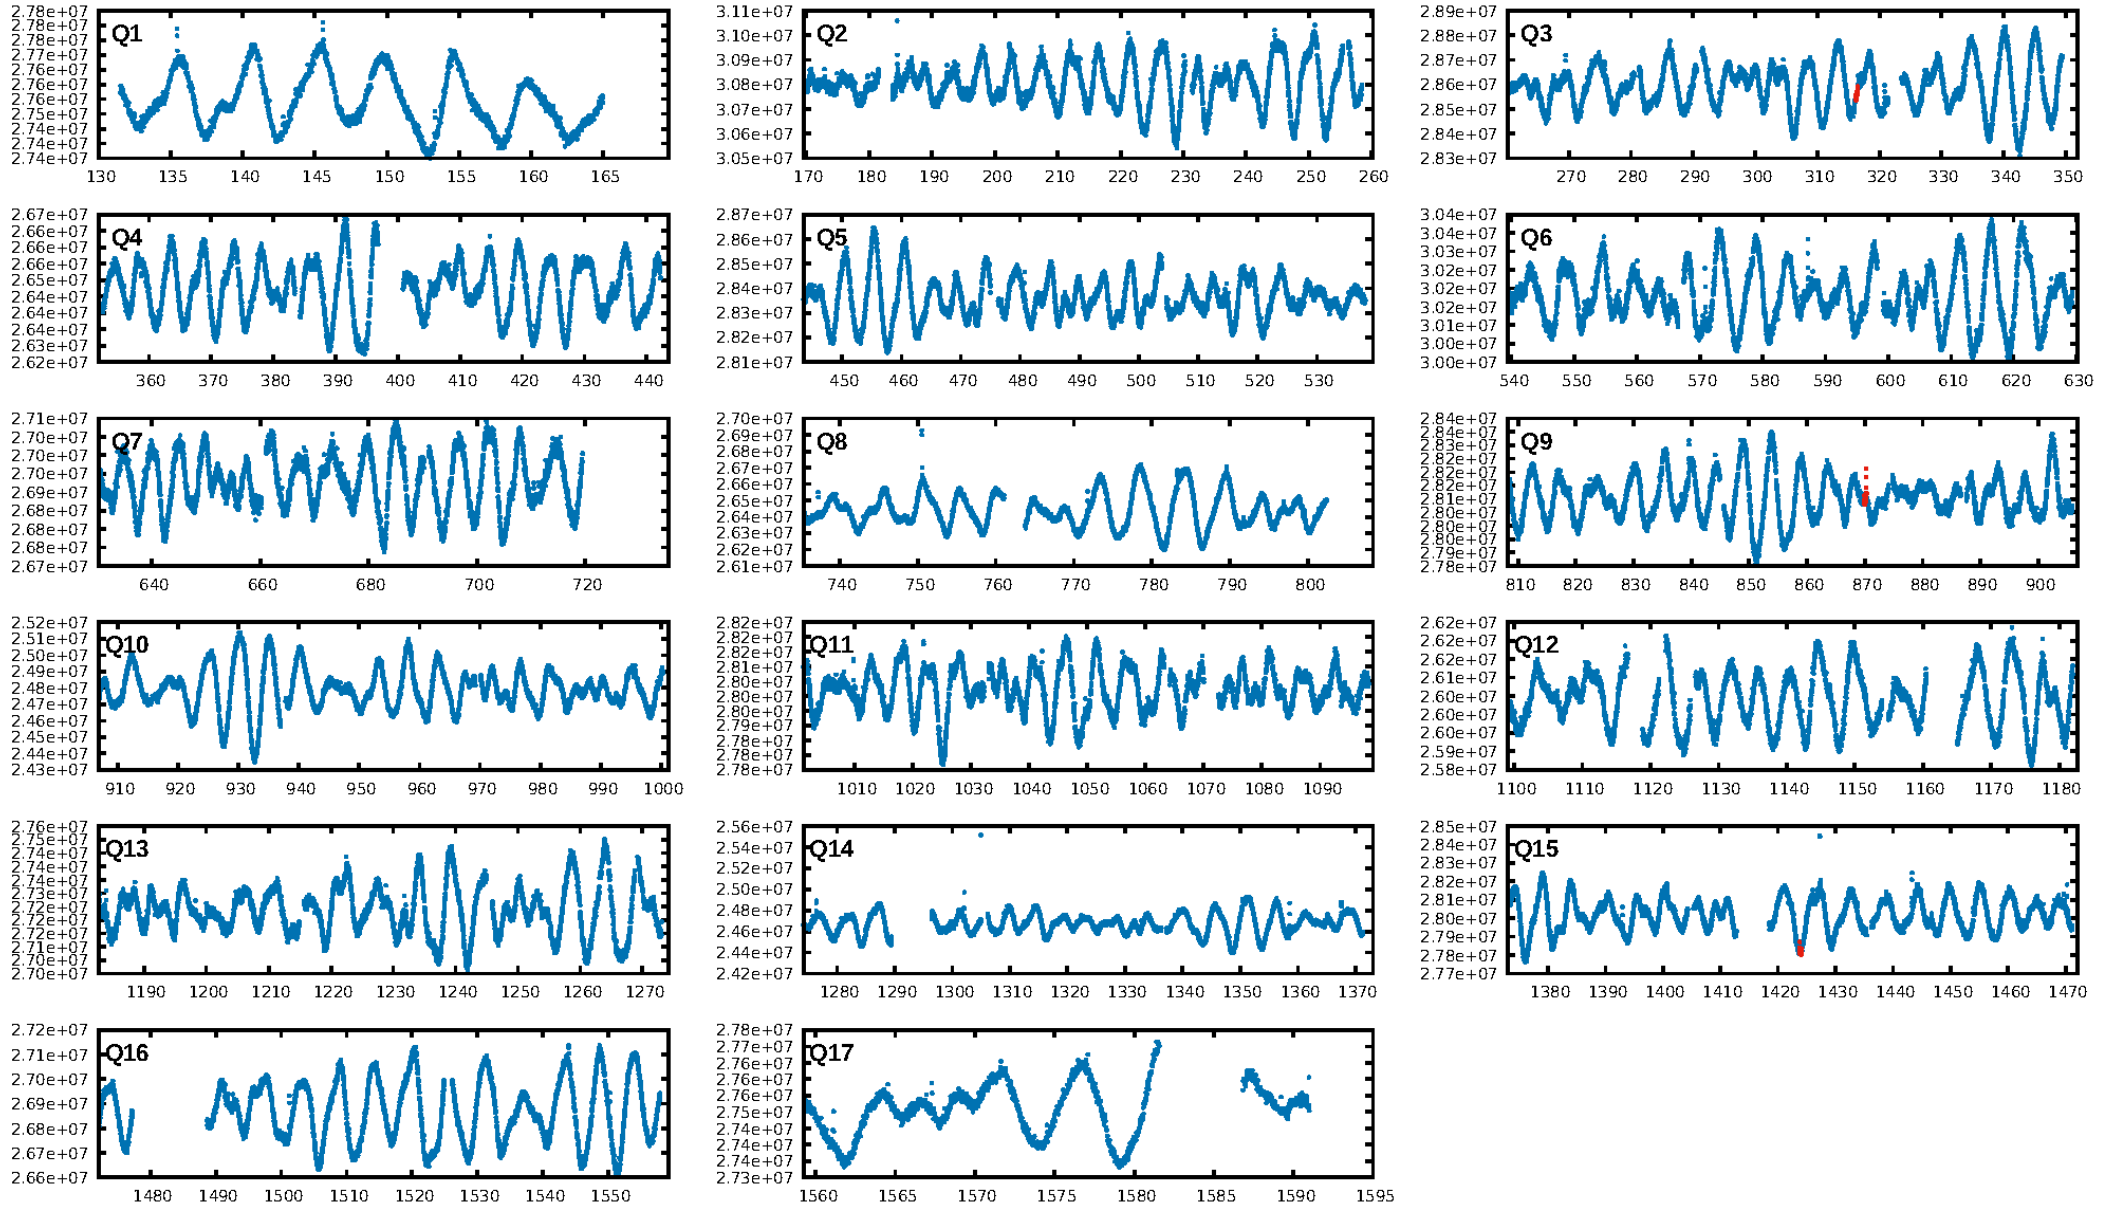 2.78e+07 2.78e+07 2.77e+07 2.77e+07 2.76e+07 2.76e+07 2.75e+07 2.75e+07 2.74e+07 2.74e+07
Q1
130 135 140 145 150 155 160 165
3.11e+07 3.10e+07 3.09e+07 3.08e+07 3.07e+07 3.06e+07 3.05e+07
Q2
170 180 190 200 210 220 230 240 250 260
2.89e+07 2.88e+07 2.87e+07 2.86e+07 2.85e+07 2.84e+07 2.83e+07
Q3
270 280 290 300 310 320 330 340 350
2.67e+07 2.66e+07 2.66e+07 2.65e+07 2.65e+07 2.64e+07 2.64e+07 2.63e+07 2.62e+07
Q4
360 370 380 390 400 410 420 430 440
2.87e+07 2.86e+07 2.85e+07 2.84e+07 2.83e+07 2.82e+07 2.81e+07
Q5
450 460 470 480 490 500 510 520 530
3.04e+07 3.03e+07 3.03e+07 3.02e+07 3.02e+07 3.01e+07 3.01e+07 3.00e+07 3.00e+07
Q6
540 550 560 570 580 590 600 610 620 630
2.71e+07 2.70e+07 2.70e+07 2.69e+07 2.69e+07 2.68e+07 2.68e+07 2.67e+07
Q7
640 660 680 700 720
2.70e+07 2.69e+07 2.68e+07 2.67e+07 2.66e+07 2.65e+07 2.64e+07 2.63e+07 2.62e+07 2.61e+07
Q8
740 750 760 770 780 790 800
2.84e+07 2.84e+07 2.83e+07 2.83e+07 2.82e+07 2.82e+07 2.81e+07 2.81e+07 2.80e+07 2.80e+07 2.79e+07 2.78e+07
Q9
810 820 830 840 850 860 870 880 890 900
2.52e+07 2.51e+07 2.50e+07 2.49e+07 2.48e+07 2.47e+07 2.46e+07 2.45e+07 2.44e+07 2.43e+07
Q10
910 920 930 940 950 960 970 980 990 1000
2.82e+07 2.82e+07 2.81e+07 2.81e+07 2.80e+07 2.80e+07 2.79e+07 2.79e+07 2.78e+07 2.78e+07
Q11
1010 1020 1030 1040 1050 1060 1070 1080 1090
2.62e+07 2.62e+07 2.61e+07 2.61e+07 2.60e+07 2.60e+07 2.59e+07 2.58e+07
Q12
1100 1110 1120 1130 1140 1150 1160 1170 1180
2.76e+07 2.75e+07 2.74e+07 2.74e+07 2.73e+07 2.73e+07 2.72e+07 2.72e+07 2.71e+07 2.70e+07 2.70e+07
Q13
1190 1200 1210 1220 1230 1240 1250 1260 1270
2.56e+07 2.54e+07 2.52e+07 2.50e+07 2.48e+07 2.46e+07 2.44e+07 2.42e+07
Q14
1280 1290 1300 1310 1320 1330 1340 1350 1360 1370
2.85e+07 2.84e+07 2.83e+07 2.82e+07 2.81e+07 2.80e+07 2.79e+07 2.78e+07 2.77e+07
Q15
1380 1390 1400 1410 1420 1430 1440 1450 1460 1470
2.72e+07 2.71e+07 2.70e+07 2.69e+07 2.68e+07 2.67e+07 2.66e+07
Q16
1480 1490 1500 1510 1520 1530 1540 1550
2.78e+07 2.77e+07 2.76e+07 2.76e+07 2.75e+07 2.75e+07 2.74e+07 2.74e+07 2.73e+07
Q17
1560 1565 1570 1575 1580 1585 1590 1595